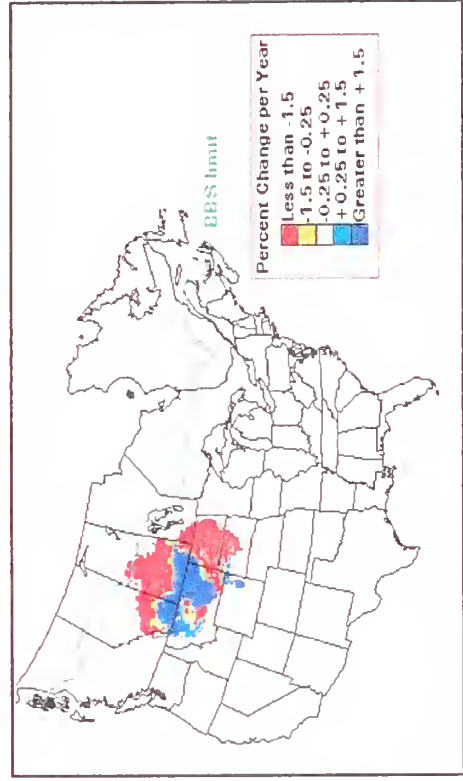 BBS limit
Percent Change per Year
Less than -1.5
-1.5 to -0.25
-0.25 to +0.25
+0.25 to +1.5
Greater than +1.5